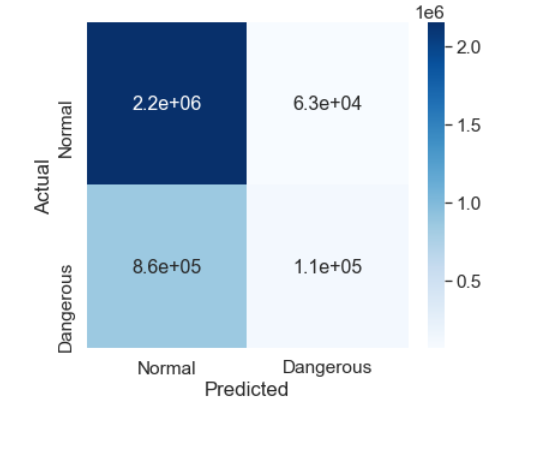 1e6
2.2e+06 6.3e+04
8.6e+05 1.1e+05
Normal
Dangerous
Actual
Normal Dangerous
Predicted
2.0
1.5
1.0
0.5